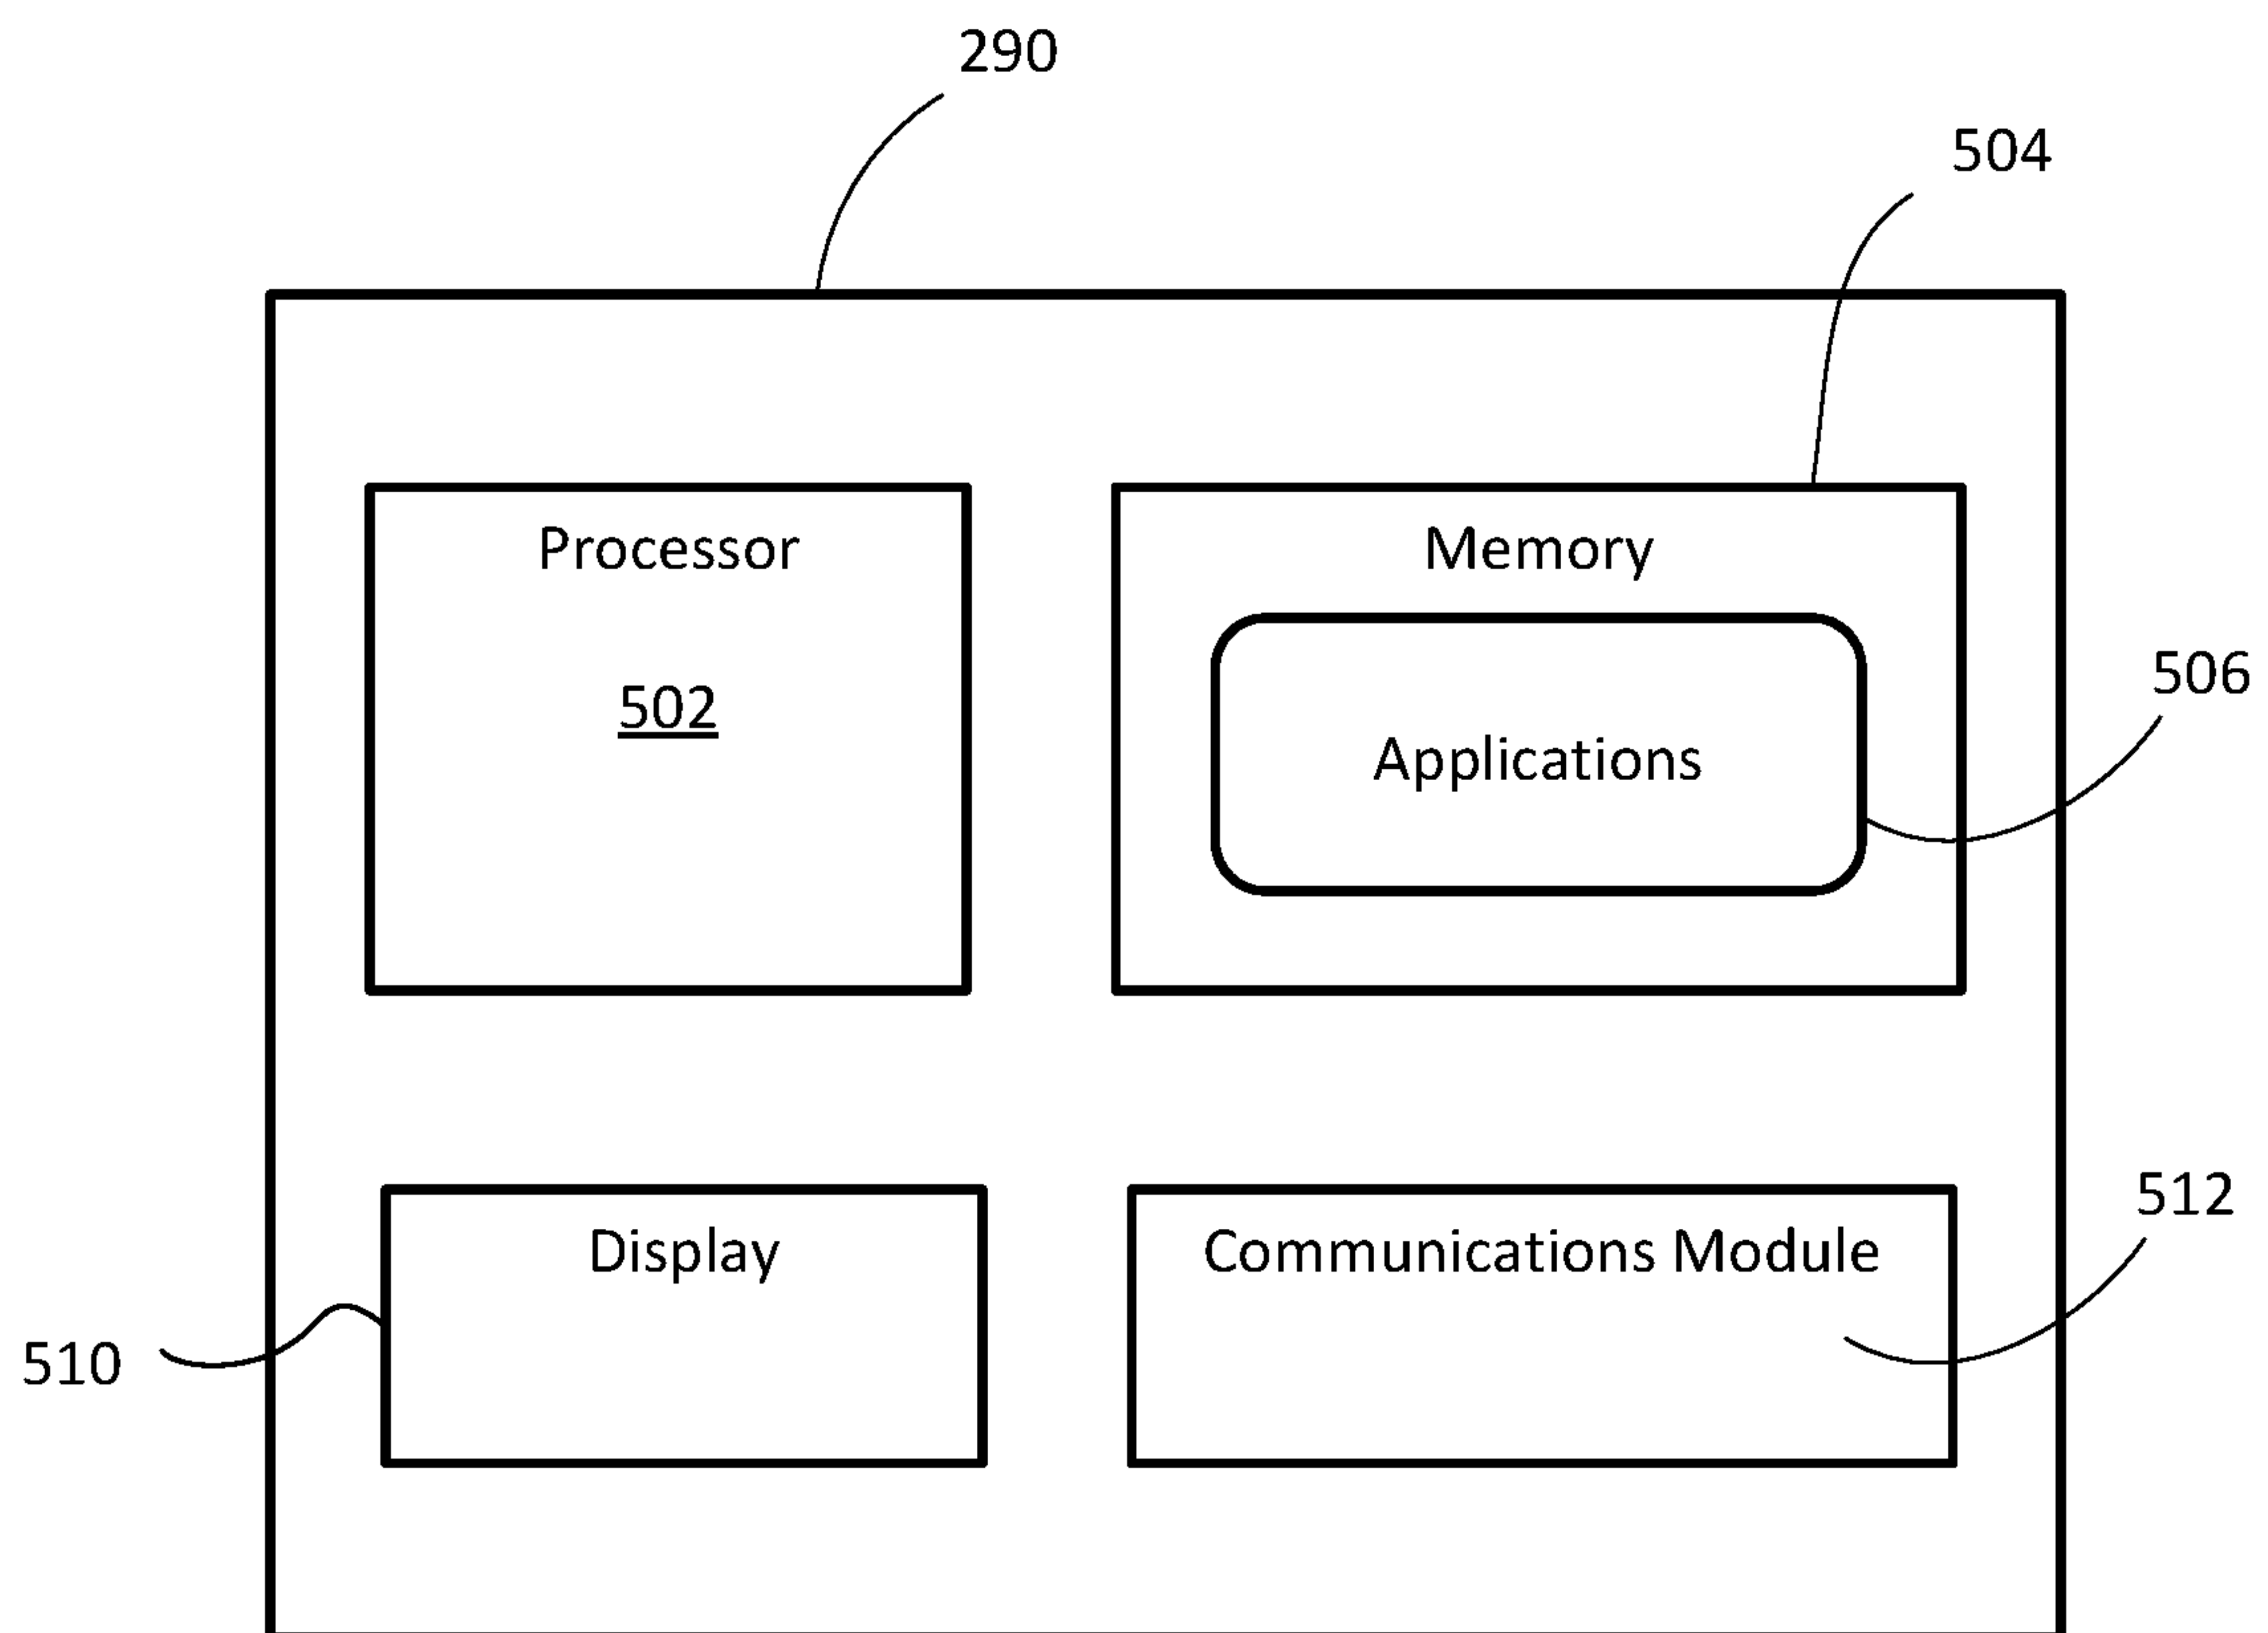 290
504
Processor
Memory
502
506
Applications
Display
Communications Module
512
510